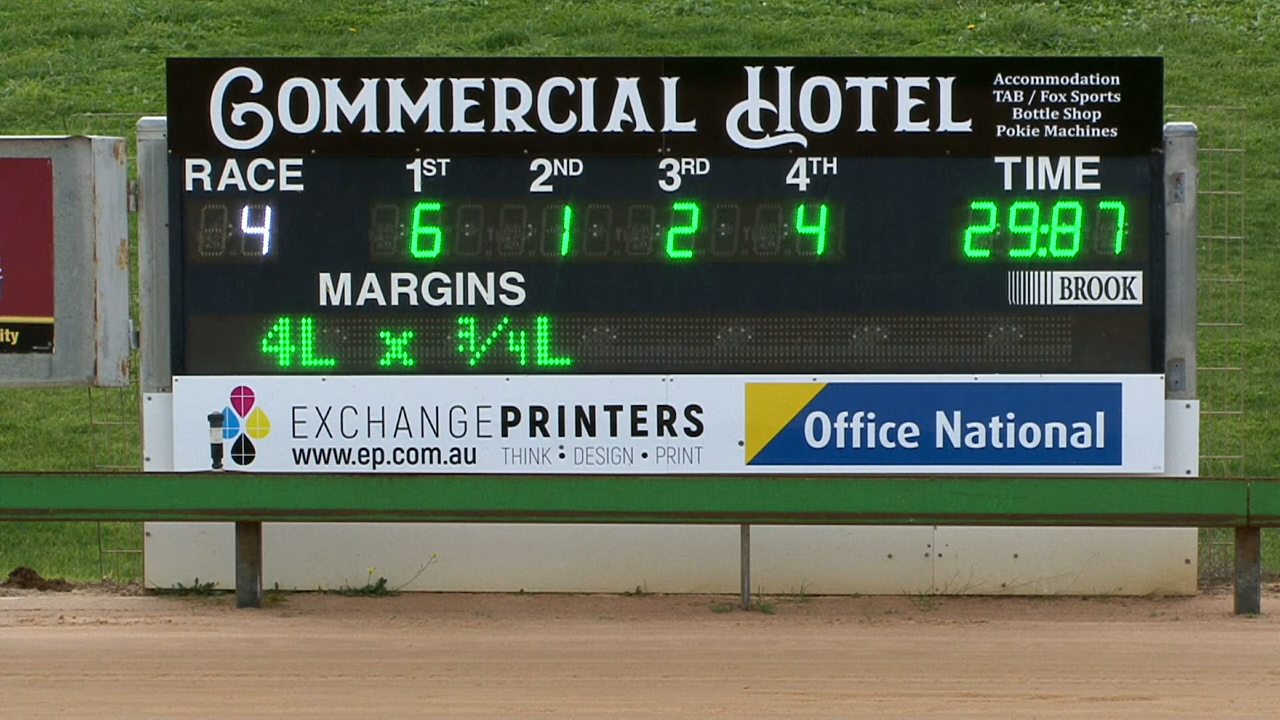 COMMERCIAL HOTEL
Accommodation
TAB / Fox Sports
Bottle Shop
Pokie Machines
RACE 1ST 2ND 3RD 4TH TIME
4 6 1 2 4 29:87
MARGINS
BROOK
4L x 3/4L
ity
EXCHANGEPRINTERS
www.ep.com.au THINK • DESIGN • PRINT
Office National